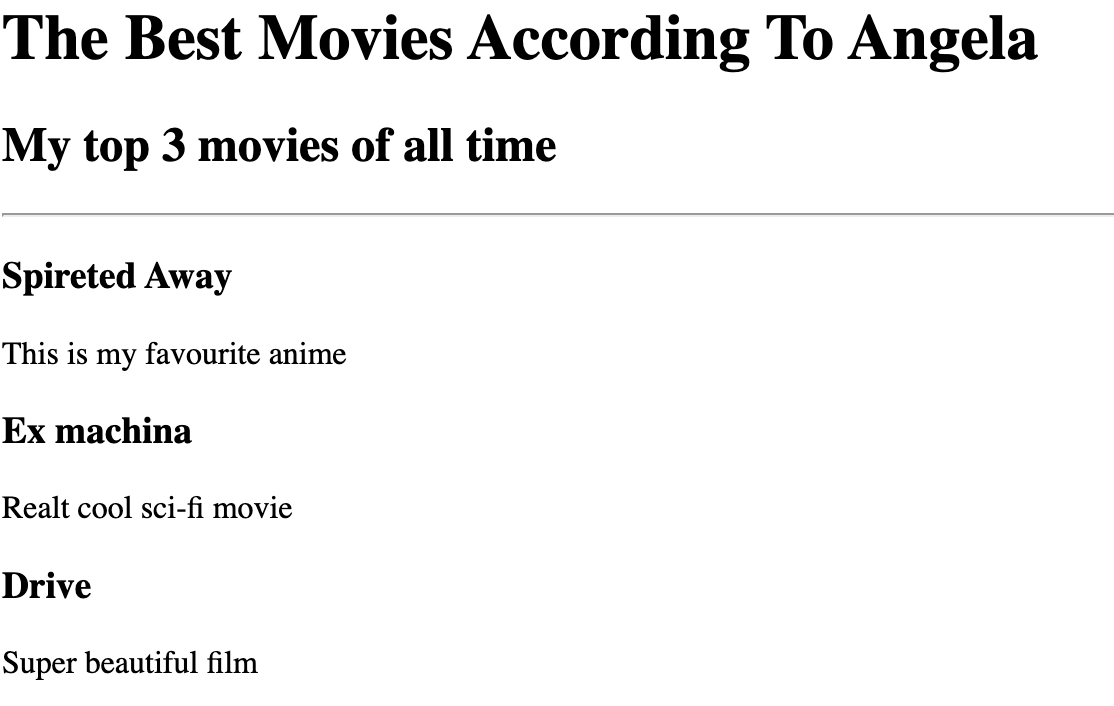 The Best Movies According To Angela
My top 3 movies of all time
Spireted Away
This is my favourite anime
Ex machina
Realt cool sci-fi movie
Drive
Super beautiful film